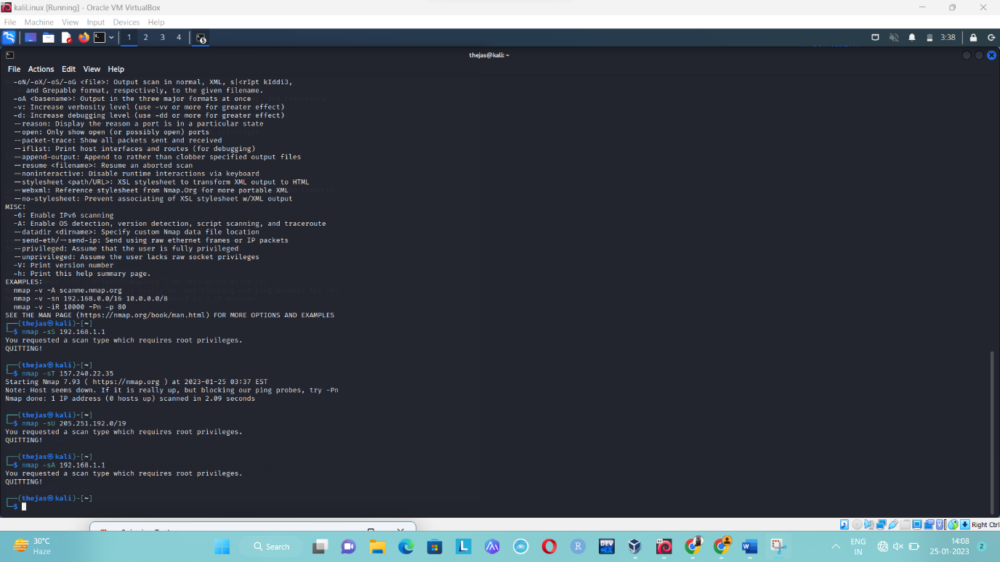 kaliLinux [Running] - Oracle VM VirtualBox
File Machine View Input Devices Help
1 2 3 4 5 3:38
thejas@kali: ~
File Actions Edit View Help
-oN/-oX/-oS/-oG <file>: Output scan in normal, XML, s|<rIpt kIddi3,
and Grepable format, respectively, to the given filename.
-oA <basename>: Output in the three major formats at once
-v: Increase verbosity level (use -vv or more for greater effect)
-d: Increase debugging level (use -dd or more for greater effect)
--reason: Display the reason a port is in a particular state
--open: Only show open (or possibly open) ports
--packet-trace: Show all packets sent and received
--iflist: Print host interfaces and routes (for debugging)
--append-output: Append to rather than clobber specified output files
--resume <filename>: Resume an aborted scan
--noninteractive: Disable runtime interactions via keyboard
--stylesheet <path/URL>: XSL stylesheet to transform XML output to HTML
--webxml: Reference stylesheet from Nmap.Org for more portable XML
--no-stylesheet: Prevent associating of XSL stylesheet w/XML output
MISC:
-6: Enable IPv6 scanning
-A: Enable OS detection, version detection, script scanning, and traceroute
--datadir <dirname>: Specify custom Nmap data file location
--send-eth/--send-ip: Send using raw ethernet frames or IP packets
--privileged: Assume that the user is fully privileged
--unprivileged: Assume the user lacks raw socket privileges
-V: Print version number
-h: Print this help summary page.
EXAMPLES:
nmap -v -A scanme.nmap.org
nmap -v -sn 192.168.0.0/16 10.0.0.0/8
nmap -v -iR 10000 -Pn -p 80
SEE THE MAN PAGE (https://nmap.org/book/man.html) FOR MORE OPTIONS AND EXAMPLES
┌──(thejas㉿kali)-[~]
└─$ nmap -sS 192.168.1.1
You requested a scan type which requires root privileges.
QUITTING!
┌──(thejas㉿kali)-[~]
└─$ nmap -sT 157.240.22.35
Starting Nmap 7.93 ( https://nmap.org ) at 2023-01-25 03:37 EST
Note: Host seems down. If it is really up, but blocking our ping probes, try -Pn
Nmap done: 1 IP address (0 hosts up) scanned in 2.09 seconds
┌──(thejas㉿kali)-[~]
└─$ nmap -sU 205.251.192.0/19
You requested a scan type which requires root privileges.
QUITTING!
┌──(thejas㉿kali)-[~]
└─$ nmap -sA 192.168.1.1
You requested a scan type which requires root privileges.
QUITTING!
┌──(thejas㉿kali)-[~]
└─$
Right Ctrl
30°C
Haze
Search
L
R
DEV
W
ENG
IN
14:08
25-01-2023
2